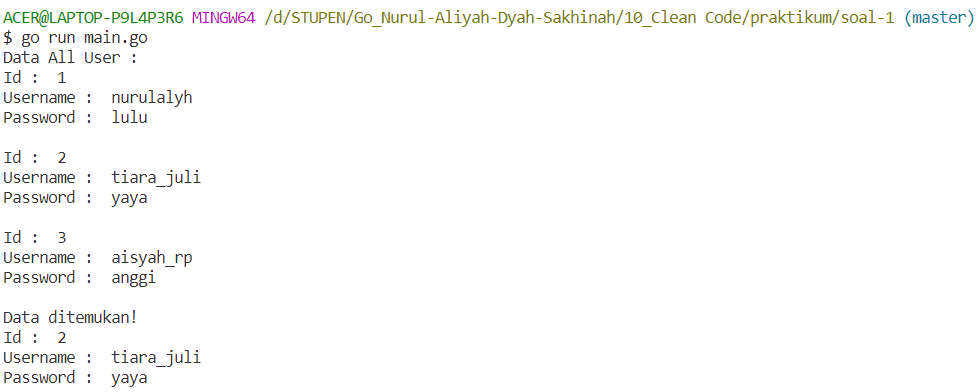 ACER@LAPTOP-P9L4P3R6 MINGW64 /d/STUPEN/Go_Nurul-Aliyah-Dyah-Sakhinah/10_Clean Code/praktikum/soal-1 (master)
$ go run main.go
Data All User :
Id :  1
Username :  nurulalyh
Password :  lulu

Id :  2
Username :  tiara_juli
Password :  yaya

Id :  3
Username :  aisyah_rp
Password :  anggi

Data ditemukan!
Id :  2
Username :  tiara_juli
Password :  yaya